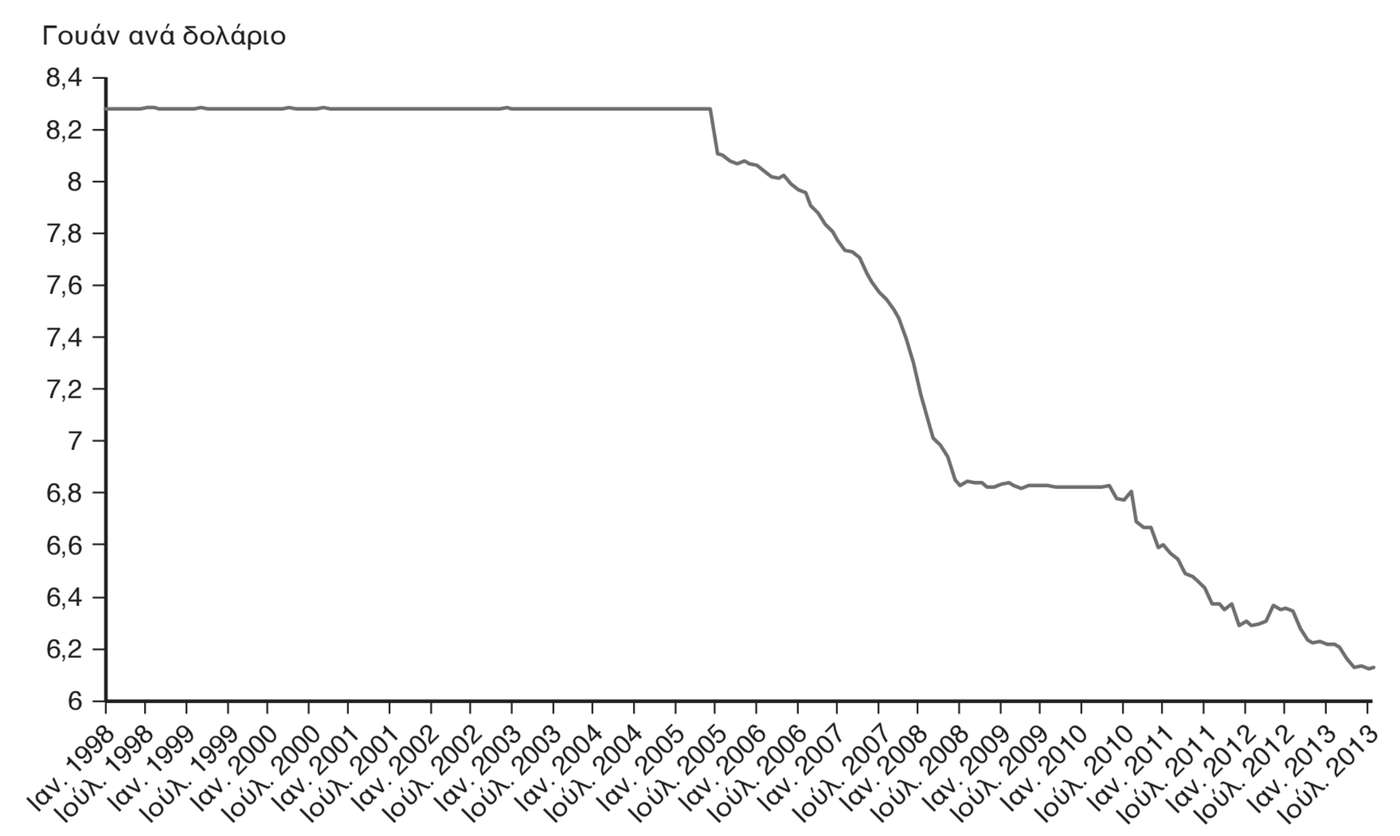 Γουάν ανά δολάριο
8,4
8,2
8
7,8
7,6
7,4
7,2
7
6,8
6,6
6,4
6,2
6
Ιαν. 1998
Ιούλ. 1998
Ιαν. 1999
Ιούλ. 1999
Ιαν. 2000
Ιούλ. 2000
Ιαν. 2001
Ιούλ. 2001
Ιαν. 2002
Ιούλ. 2002
Ιαν. 2003
Ιούλ. 2003
Ιαν. 2004
Ιούλ. 2004
Ιαν. 2005
Ιούλ. 2005
Ιαν. 2006
Ιούλ. 2006
Ιαν. 2007
Ιούλ. 2007
Ιαν. 2008
Ιούλ. 2008
Ιαν. 2009
Ιούλ. 2009
Ιαν. 2010
Ιούλ. 2010
Ιαν. 2011
Ιούλ. 2011
Ιαν. 2012
Ιούλ. 2012
Ιαν. 2013
Ιούλ. 2013